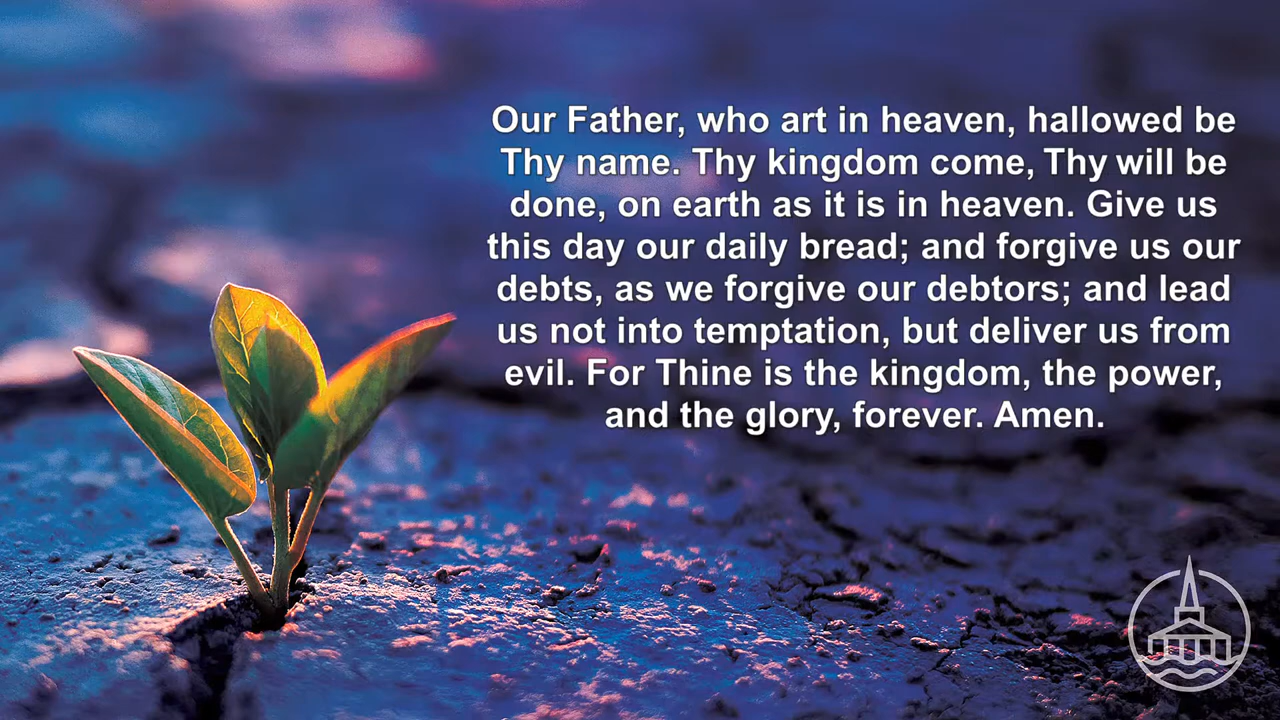 Our Father, who art in heaven, hallowed be
Thy name. Thy kingdom come, Thy will be
done, on earth as it is in heaven. Give us
this day our daily bread; and forgive us our
debts, as we forgive our debtors; and lead
us not into temptation, but deliver us from
evil. For Thine is the kingdom, the power,
and the glory, forever. Amen.